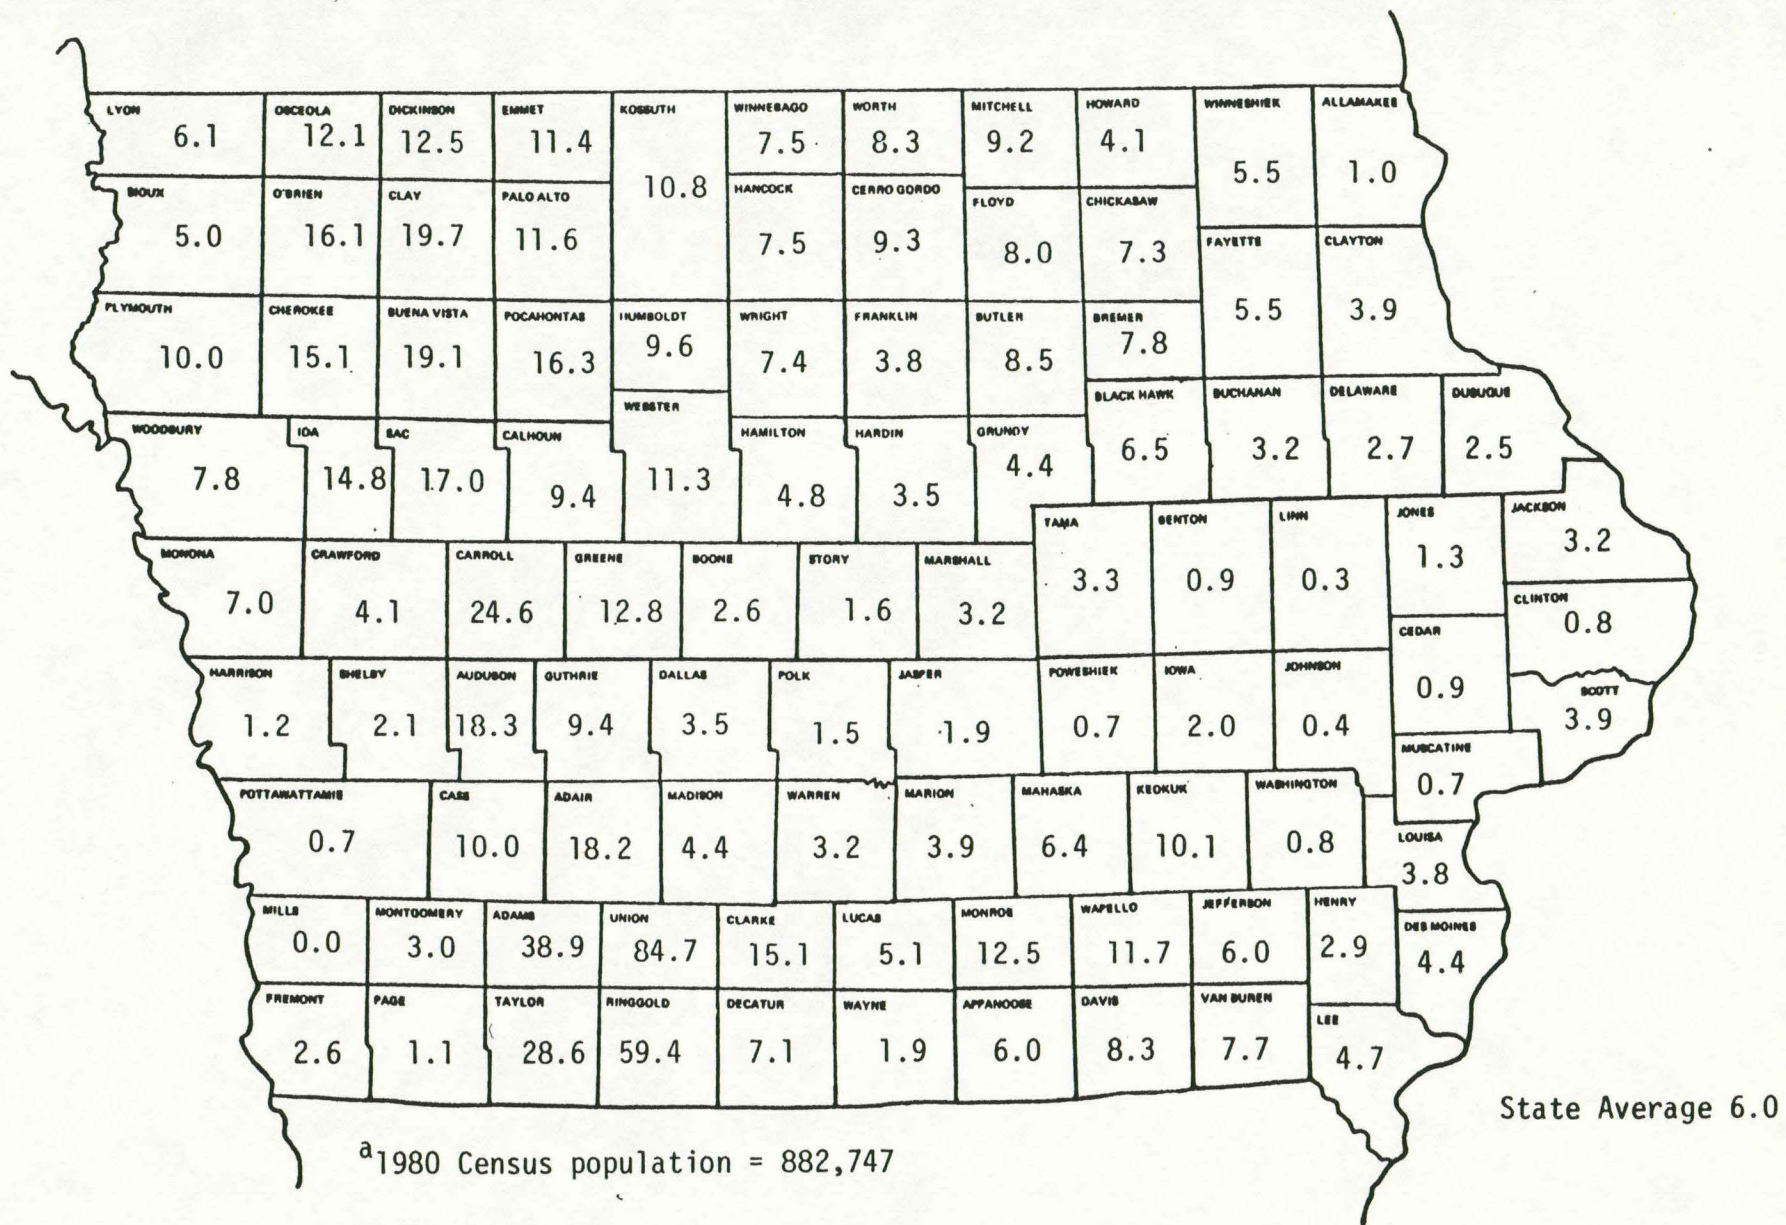 LYON OSCEOLA DICKINSON EMMET KOSSUTH WINNEBAGO WORTH MITCHELL HOWARD WINNESHIEK ALLAMAKEE
6.1 12.1 12.5 11.4 10.8 7.5 8.3 9.2 4.1 5.5 1.0
SIOUX O'BRIEN CLAY PALO ALTO HANCOCK CERRO GORDO FLOYD CHICKASAW
5.0 16.1 19.7 11.6 7.5 9.3 8.0 7.3
FAYETTE CLAYTON
5.5 3.9
PLYMOUTH CHEROKEE BUENA VISTA POCAHONTAS HUMBOLDT WRIGHT FRANKLIN BUTLER BREMER
10.0 15.1 19.1 16.3 9.6 7.4 3.8 8.5 7.8
WOODBURY IDA SAC CALHOUN WEBSTER HAMILTON HARDIN GRUNDY BLACK HAWK BUCHANAN DELAWARE DUBUQUE
7.8 14.8 17.0 9.4 11.3 4.8 3.5 4.4 6.5 3.2 2.7 2.5
MONONA CRAWFORD CARROLL GREENE BOONE STORY MARSHALL TAMA BENTON LINN JONES JACKSON
7.0 4.1 24.6 12.8 2.6 1.6 3.2 3.3 0.9 0.3 1.3 3.2
CLINTON
0.8
HARRISON SHELBY AUDUBON GUTHRIE DALLAS POLK JASPER POWESHIEK IOWA JOHNSON CEDAR SCOTT
1.2 2.1 18.3 9.4 3.5 1.5 1.9 0.7 2.0 0.4 0.9 3.9
MUSCATINE
0.7
POTTAWATTAMIE CASS ADAIR MADISON WARREN MARION MAHASKA KEOKUK WASHINGTON LOUISA
0.7 10.0 18.2 4.4 3.2 3.9 6.4 10.1 0.8 3.8
MILLS MONTGOMERY ADAMS UNION CLARKE LUCAS MONROE WAPELLO JEFFERSON HENRY DES MOINES
0.0 3.0 38.9 84.7 15.1 5.1 12.5 11.7 6.0 2.9 4.4
FREMONT PAGE TAYLOR RINGGOLD DECATUR WAYNE APPANOOSE DAVIS VAN BUREN LEE
2.6 1.1 28.6 59.4 7.1 1.9 6.0 8.3 7.7 4.7
State Average 6.0
a1980 Census population = 882,747